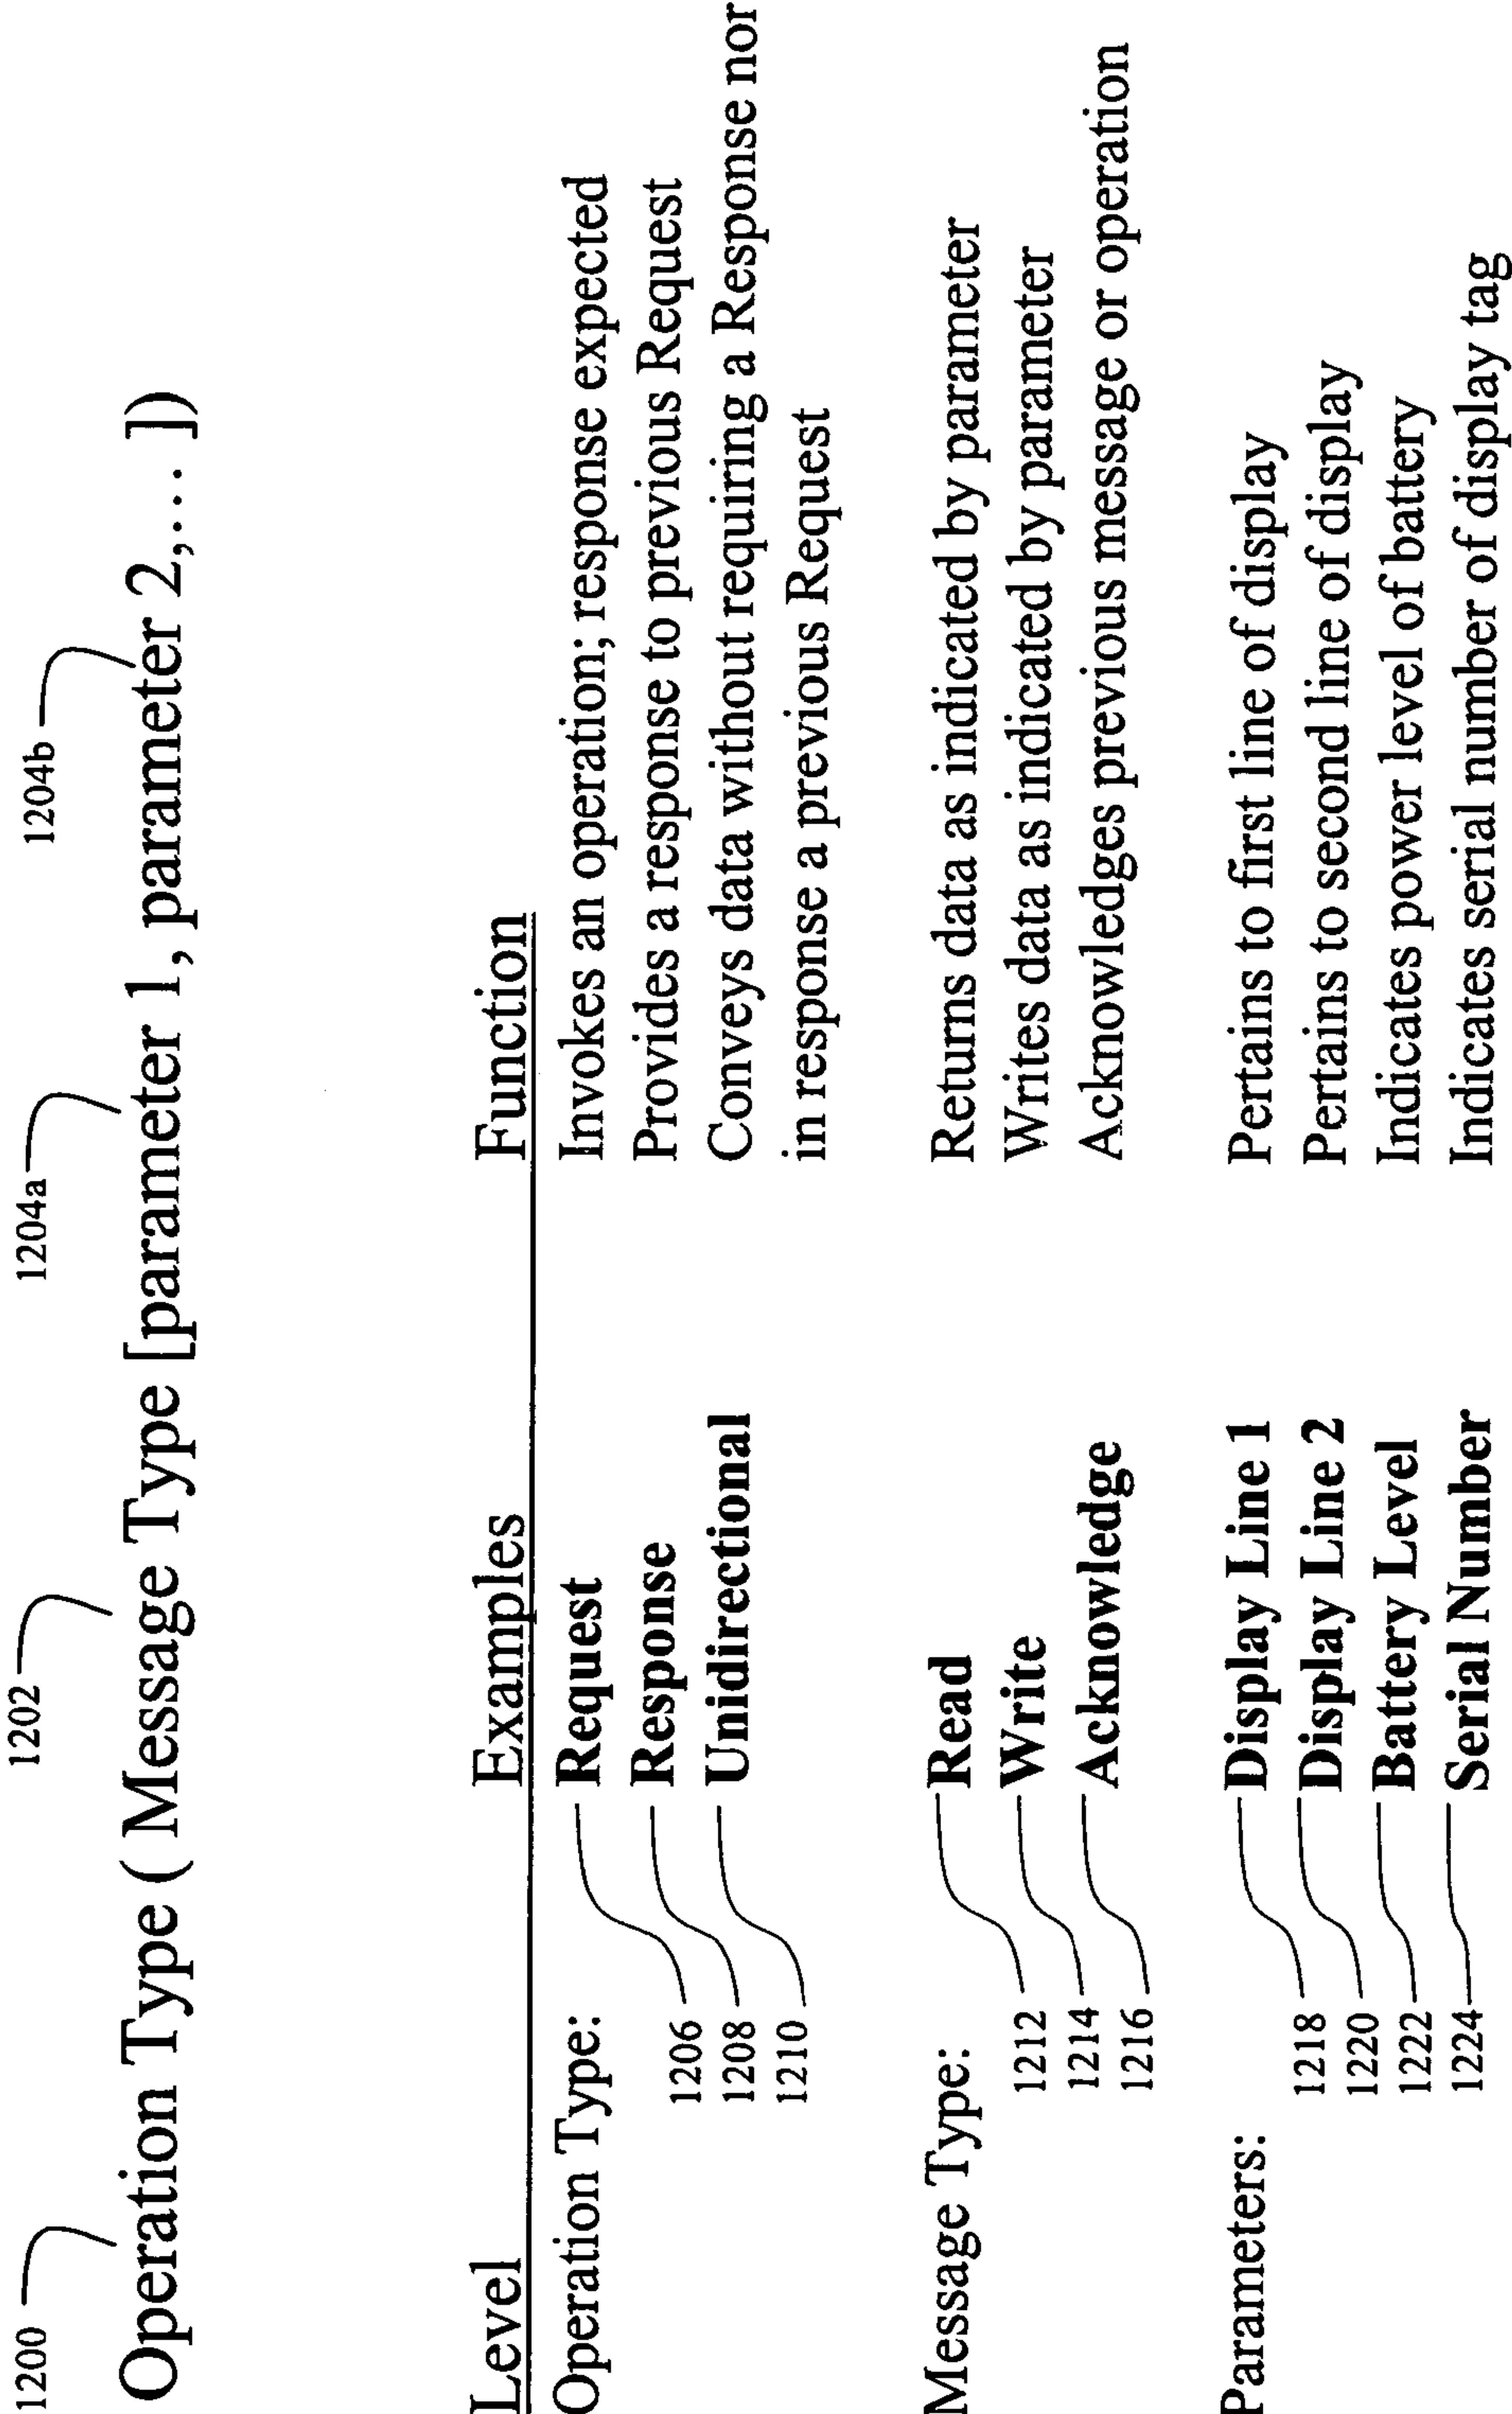 1200 1202 1204a 1204b
Operation Type ( Message Type [parameter 1, parameter 2,... ])
Level Examples Function
Operation Type: Request Invokes an operation; response expected
1206 Response Provides a response to previous Request
1208 Unidirectional Conveys data without requiring a Response nor
1210 in response a previous Request
Message Type: Read Returns data as indicated by parameter
1212 Write Writes data as indicated by parameter
1214 Acknowledge Acknowledges previous message or operation
1216
Parameters: Display Line 1 Pertains to first line of display
1218 Display Line 2 Pertains to second line of display
1220 Battery Level Indicates power level of battery
1222 Serial Number Indicates serial number of display tag
1224